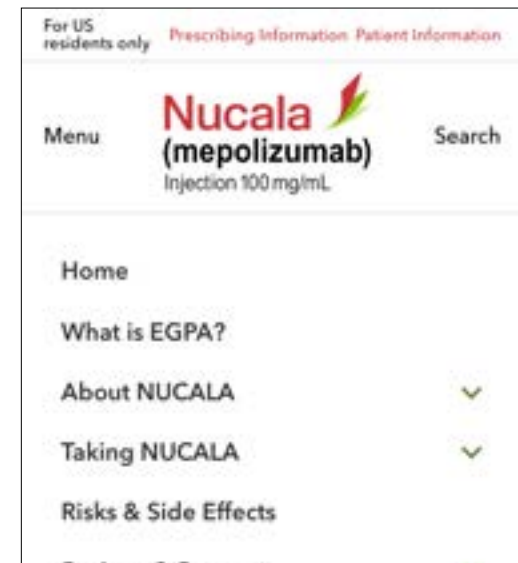 For US
residents only
Prescribing Information Patient Information
Menu
Nucala
(mepolizumab)
Injection 100 mg/mL
Search
Home
What is EGPA?
About NUCALA
Taking NUCALA
Risks & Side Effects